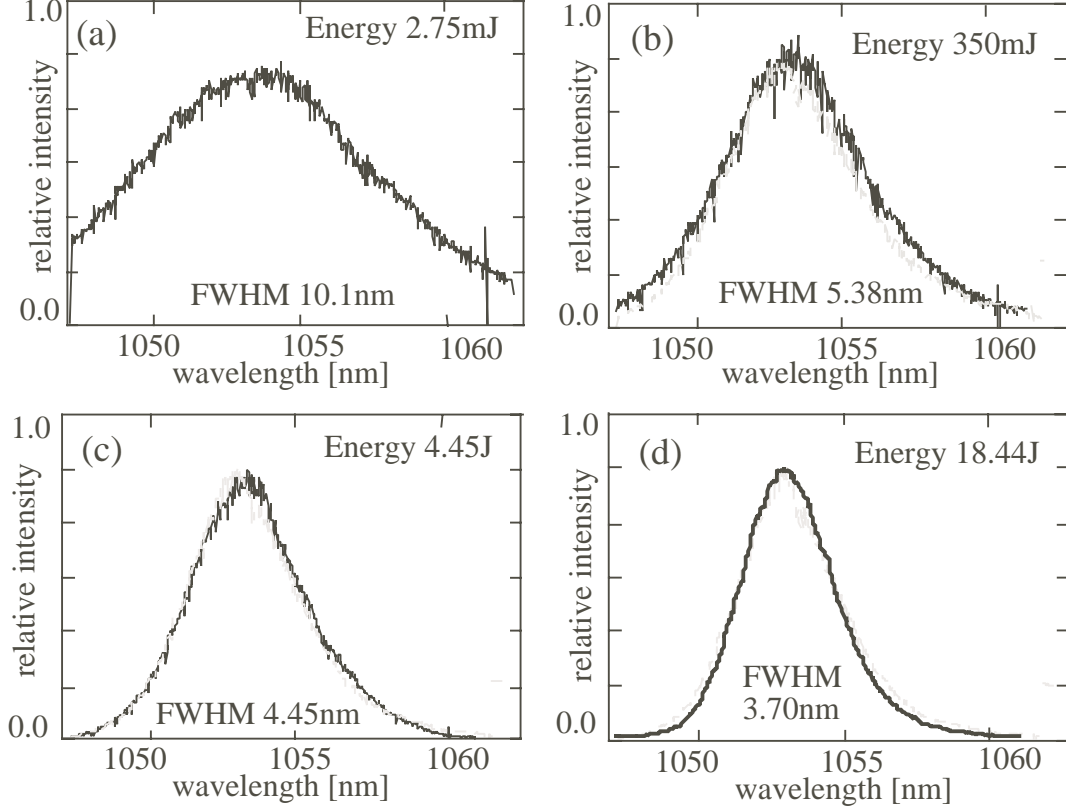 1.0
(a)
Energy 2.75mJ
relative intensity
FWHM 10.1nm
0.0
1050
1055
1060
wavelength [nm]
1.0
(b)
Energy 350mJ
relative intensity
FWHM 5.38nm
0.0
1050
1055
1060
wavelength [nm]
1.0
(c)
Energy 4.45J
relative intensity
FWHM 4.45nm
0.0
1050
1055
1060
wavelength [nm]
1.0
(d)
Energy 18.44J
relative intensity
FWHM
3.70nm
0.0
1050
1055
1060
wavelength [nm]